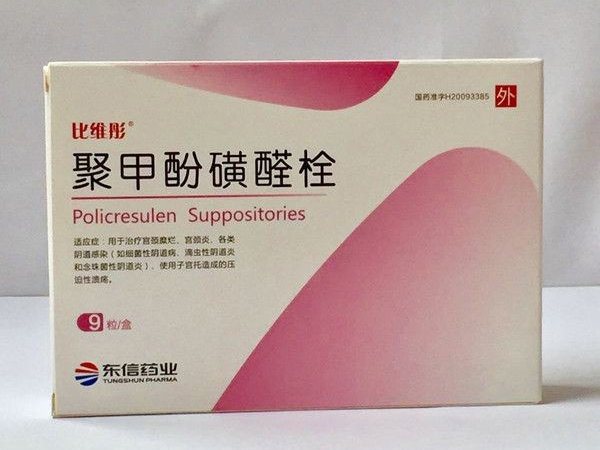 国药准字H20093385 外
比维彤®
聚甲酚磺醛栓
Policresulen Suppositories
适应症：用于治疗宫颈糜烂、宫颈炎、各类
阴道感染（如细菌性阴道病、滴虫性阴道炎
和念珠菌性阴道炎）、使用子宫托造成的压
迫性溃疡。
9粒/盒
东信药业
TUNGSHUN PHARMA